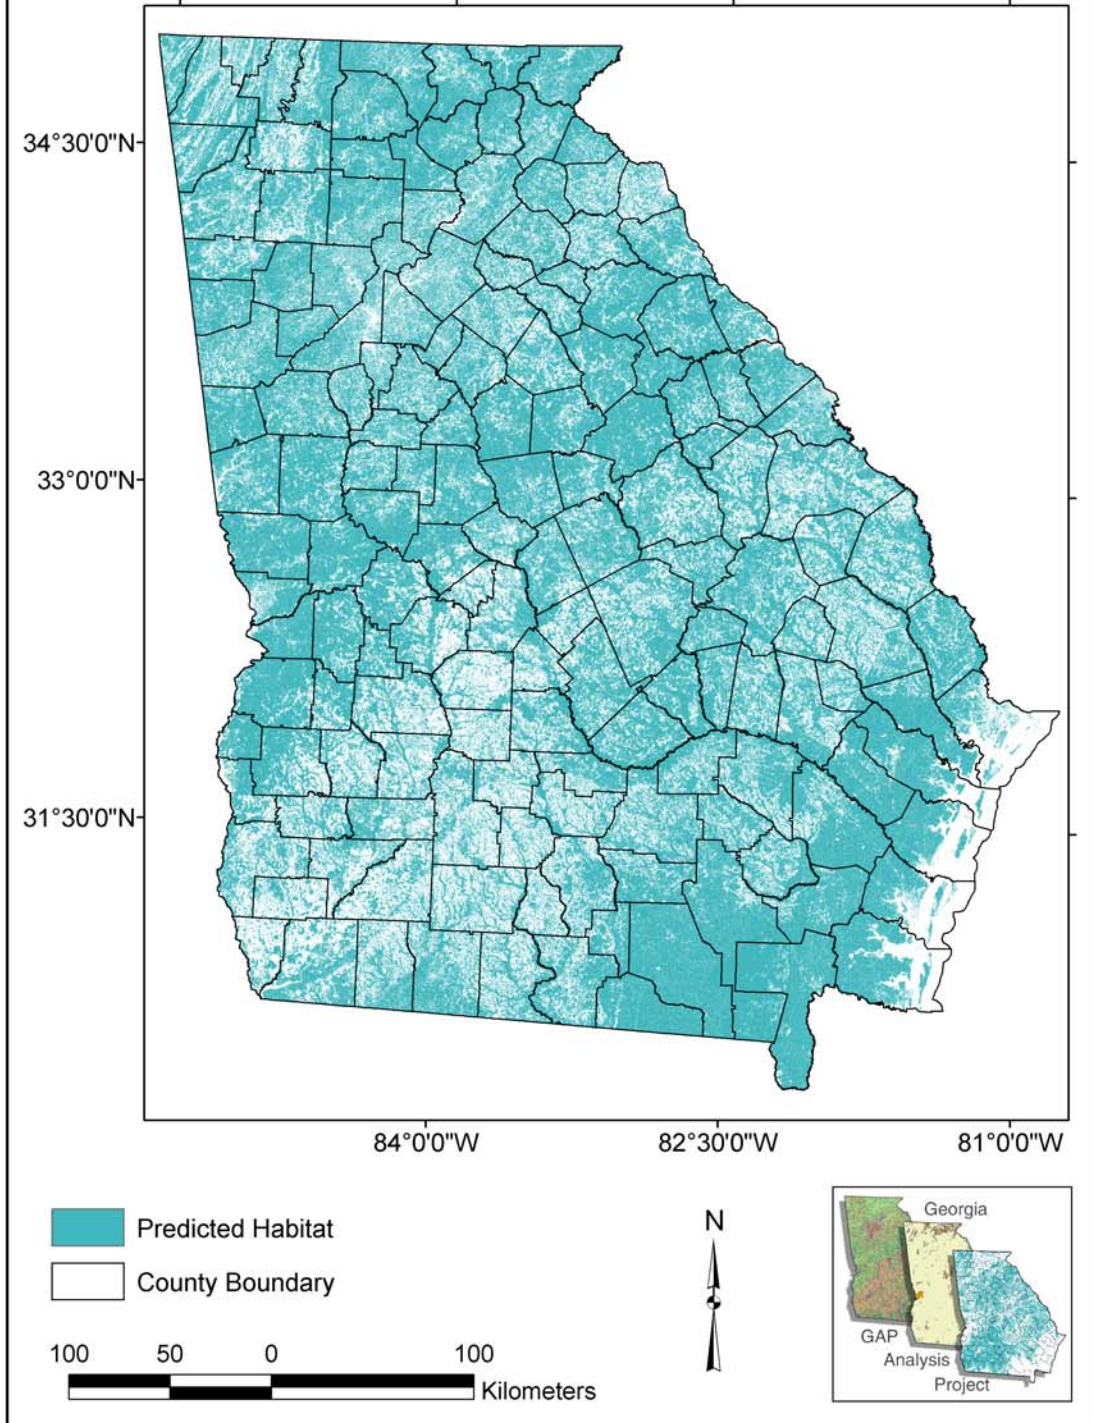 34°30'0"N
33°0'0"N
31°30'0"N
84°0'0"W 82°30'0"W 81°0'0"W
Predicted Habitat
County Boundary
N
100 50 0 100
Kilometers
Georgia
GAP
Analysis
Project